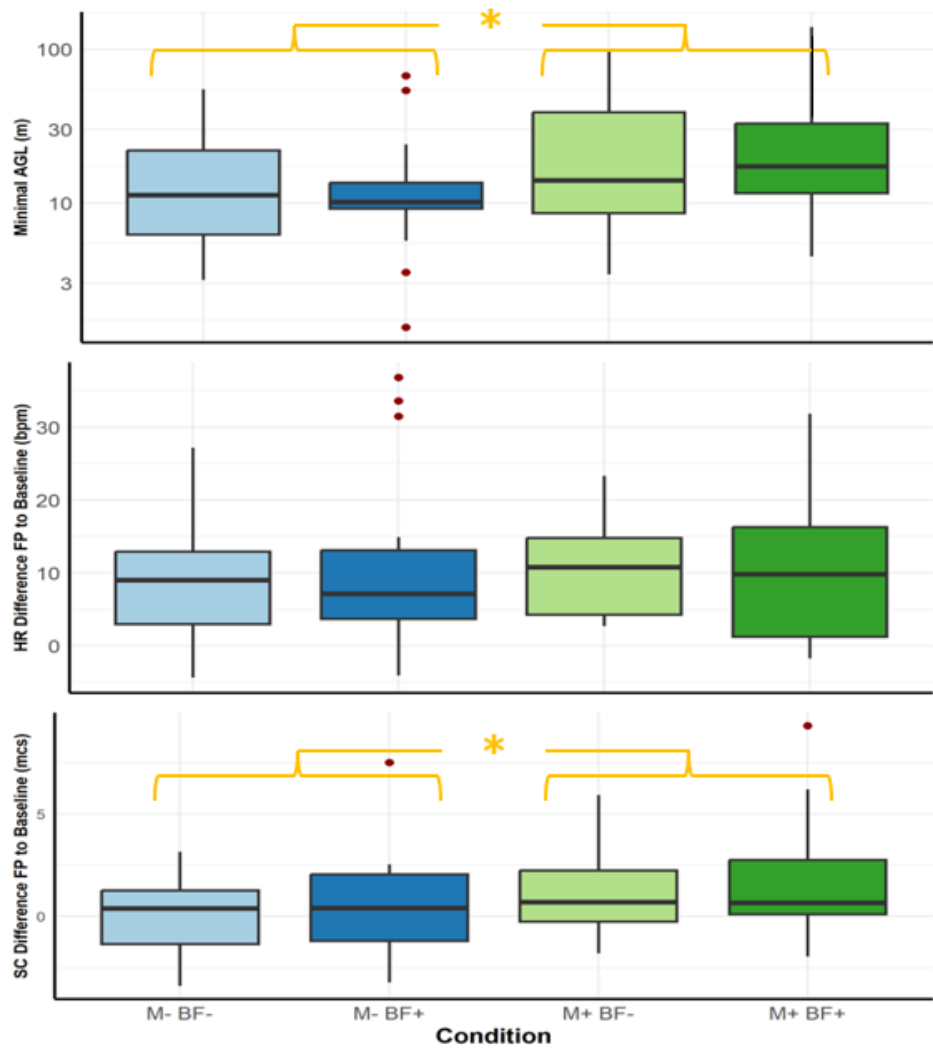 *
Minimal AGL (m)
100
30
10
3
HR Difference FP to Baseline (bpm)
30
20
10
0
*
SC Difference FP to Baseline (mcs)
5
0
M- BF-
M- BF+
M+ BF-
M+ BF+
Condition